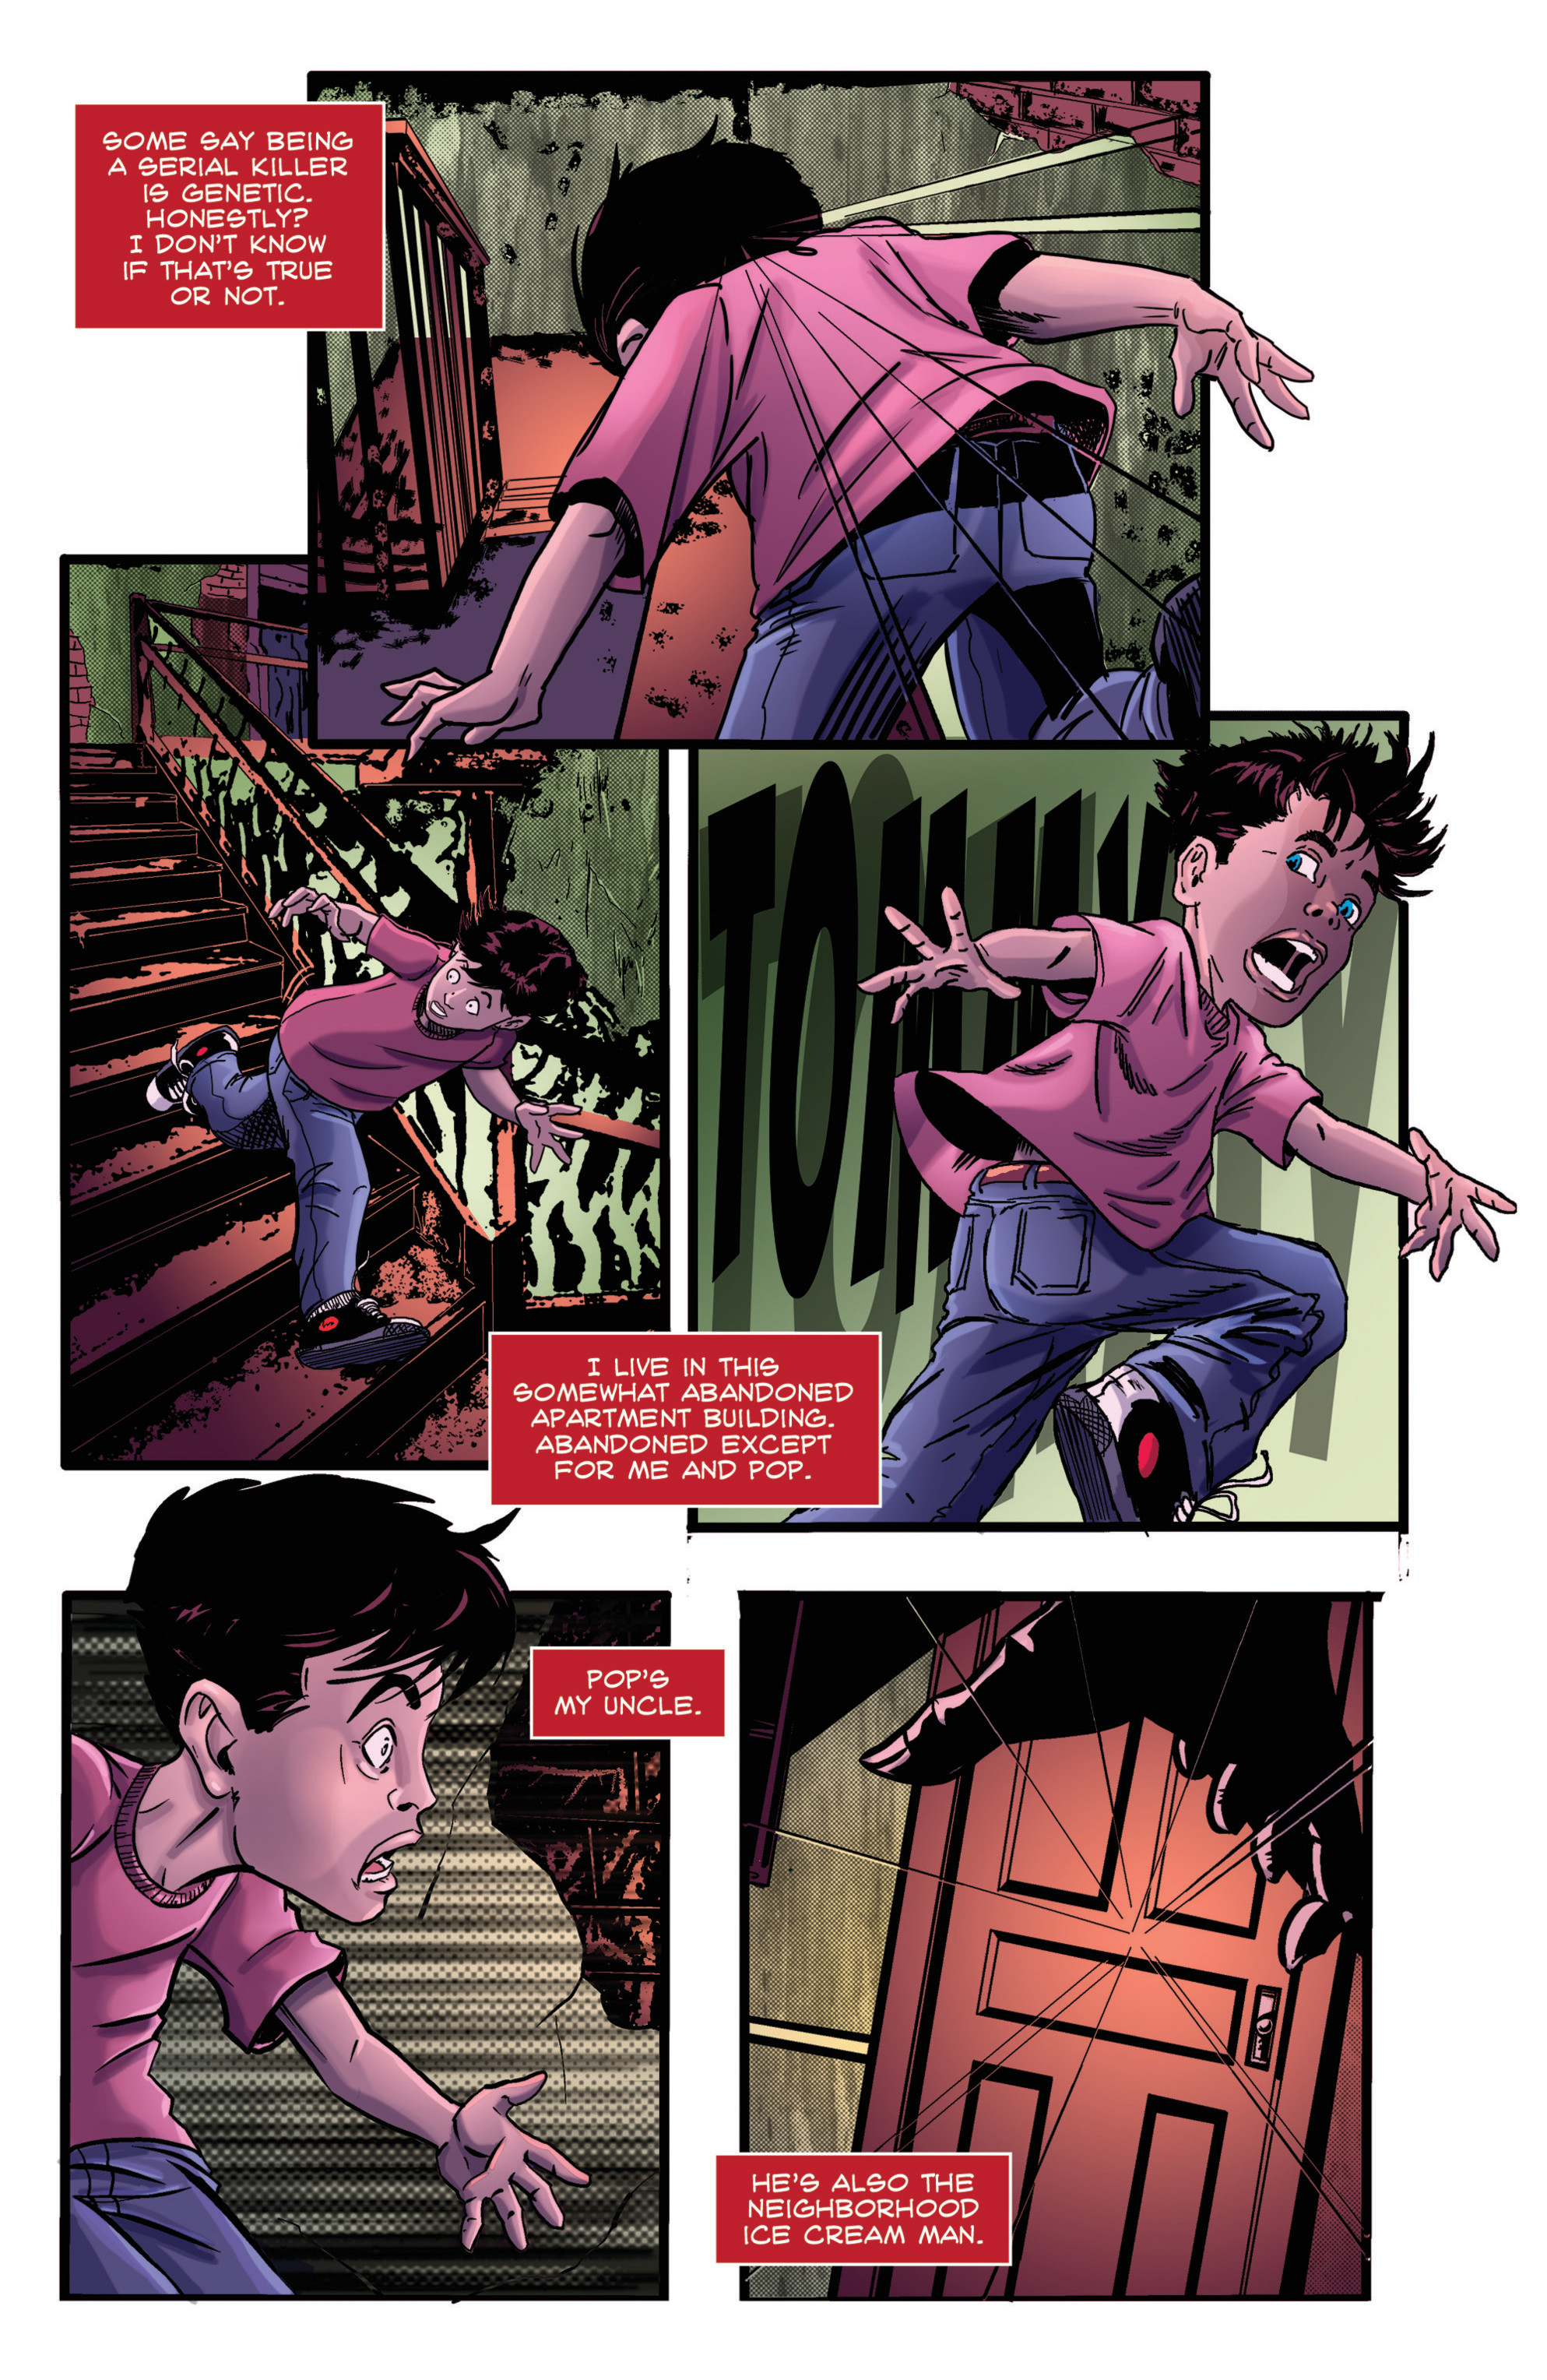 SOME SAY BEING
A SERIAL KILLER
IS GENETIC.
HONESTLY?
I DON'T KNOW
IF THAT'S TRUE
OR NOT.
I LIVE IN THIS
SOMEWHAT ABANDONED
APARTMENT BUILDING.
ABANDONED EXCEPT
FOR ME AND POP.
POP'S
MY UNCLE.
HE'S ALSO THE
NEIGHBORHOOD
ICE CREAM MAN.